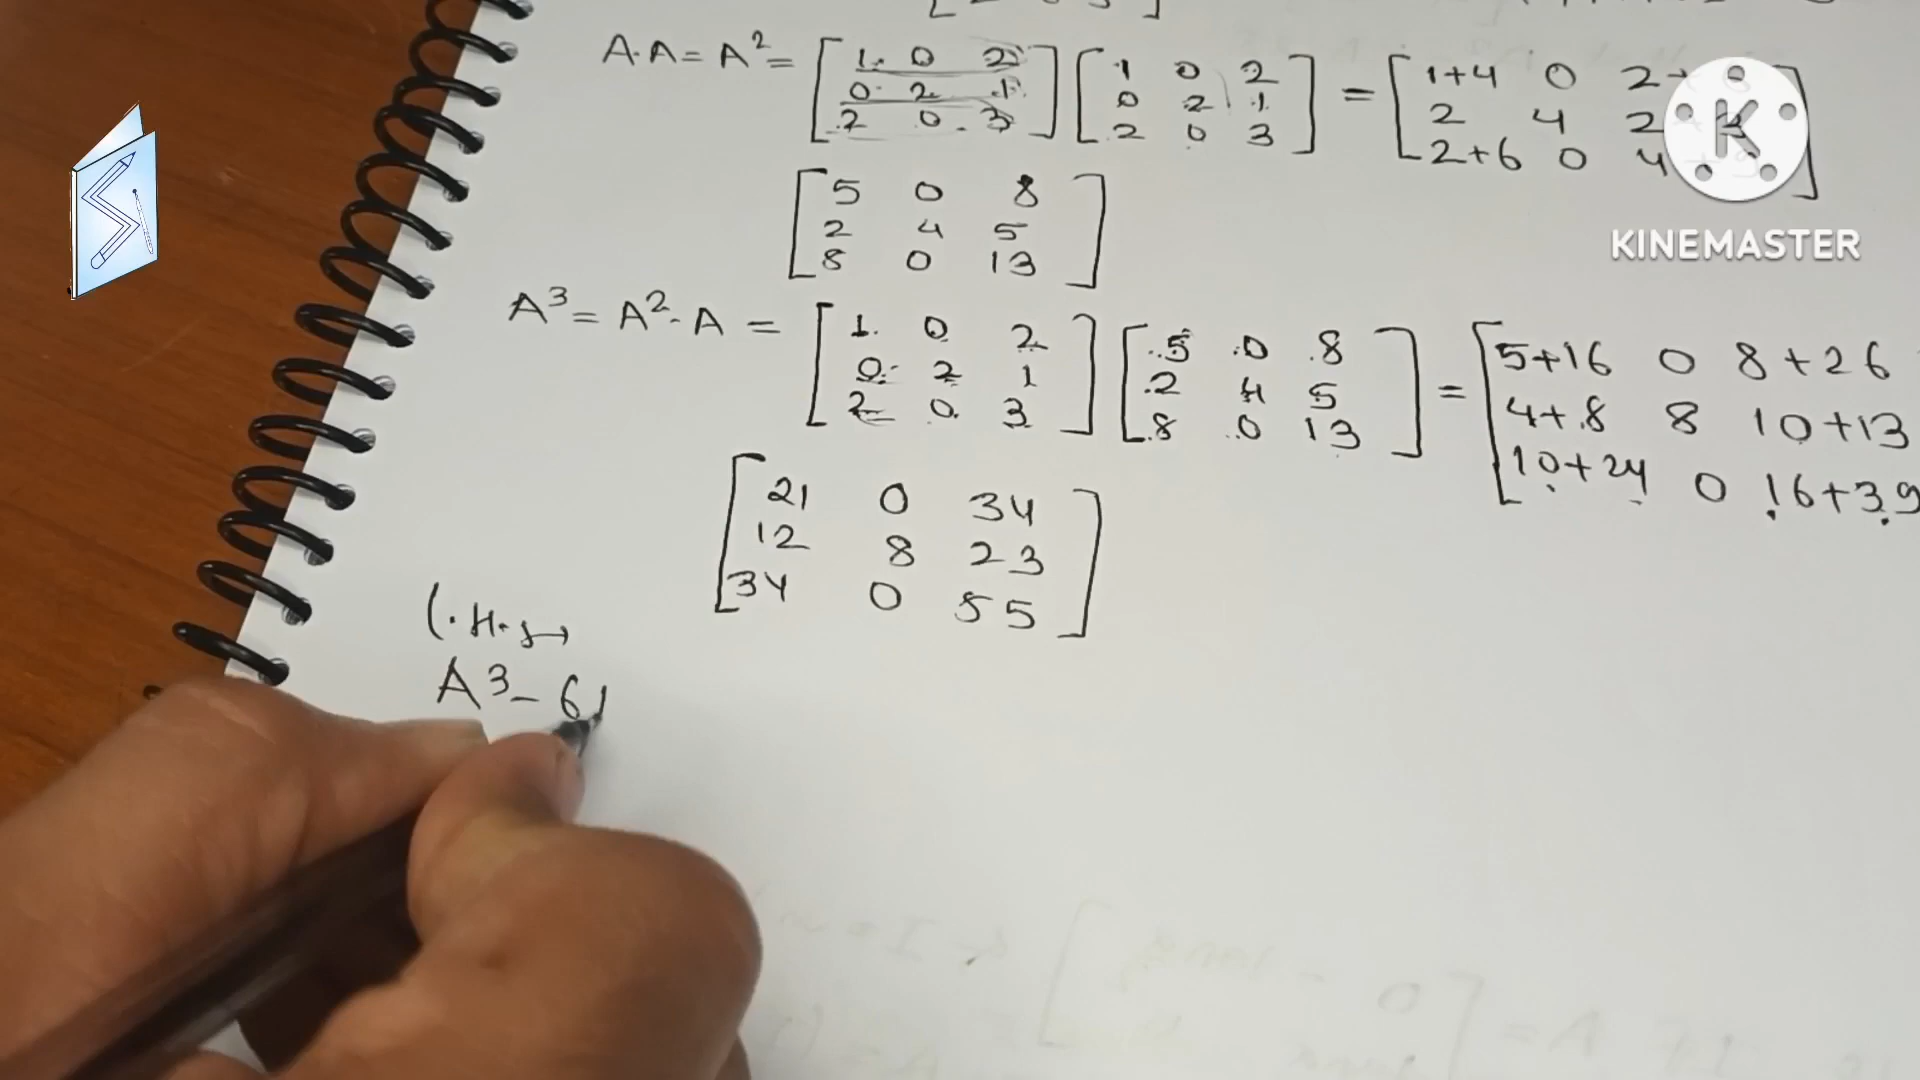 A.A = A² = [1. 0 2] [1 0 2] = [1+4 0 2+
0 2 1 0 2 1 2 4 2
2 0 3 2 0 3 2+6 0 4
[5 0 8]
2 4 5
8 0 13
A³ = A².A = [1. 0 2] [5 0 8] = [5+16 0 8+26
0 2 1 2 4 5 4+8 8 10+13
2 0 3 8 0 13 10+24 0 16+39
[21 0 34]
12 8 23
34 0 55
A³ - 6
KINEMASTER